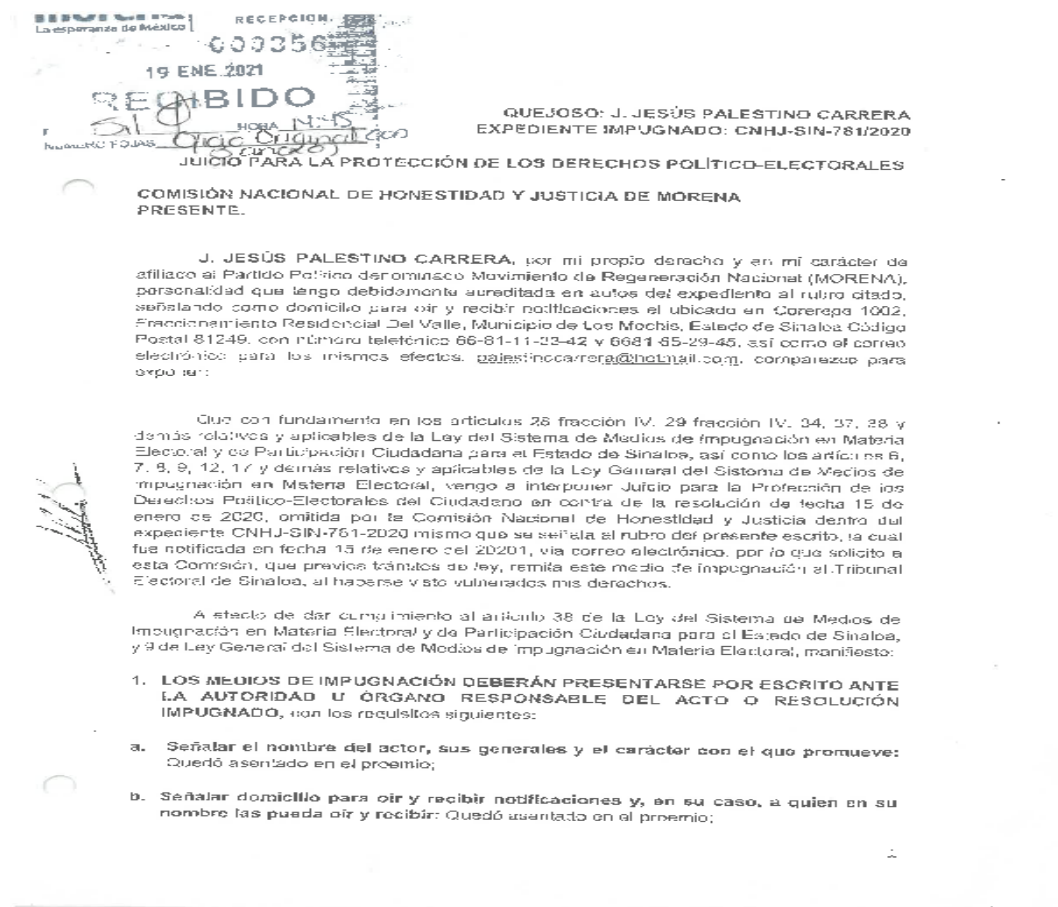 morena
La esperanza de México
RECEPCION
000356
19 ENE 2021
RECIBIDO
HORA 14:45
FOJAS Oficio Original con
QUEJOSO: J. JESÚS PALESTINO CARRERA
EXPEDIENTE IMPUGNADO: CNHJ-SIN-781/2020
JUICIO PARA LA PROTECCIÓN DE LOS DERECHOS POLÍTICO-ELECTORALES
COMISIÓN NACIONAL DE HONESTIDAD Y JUSTICIA DE MORENA
PRESENTE.
J. JESÚS PALESTINO CARRERA, por mi propio derecho y en mi carácter de
afiliado al Partido Político denominado Movimiento de Regeneración Nacional (MORENA),
personalidad que tengo debidamente acreditada en autos del expediente al rubro citado,
señalando como domicilio para oír y recibir notificaciones el ubicado en Corerepe 1002,
Fraccionamiento Residencial Del Valle, Municipio de Los Mochis, Estado de Sinaloa Código
Postal 81249, con número telefónico 66-81-11-23-42 y 6681-65-29-45, así como el correo
electrónico para los mismos efectos, palestinocarrera@hotmail.com, comparezco para
exponer:
Que con fundamento en los artículos 28 fracción IV, 29 fracción IV, 34, 37, 38 y
demás relativos y aplicables de la Ley del Sistema de Medios de Impugnación en Materia
Electoral y de Participación Ciudadana para el Estado de Sinaloa, así como los artículos 6,
7, 8, 9, 12, 17 y demás relativos y aplicables de la Ley General del Sistema de Medios de
Impugnación en Materia Electoral, vengo a interponer Juicio para la Protección de los
Derechos Político-Electorales del Ciudadano en contra de la resolución de fecha 15 de
enero de 2020, omitida por la Comisión Nacional de Honestidad y Justicia dentro del
expediente CNHJ-SIN-781-2020 mismo que se señala al rubro del presente escrito, la cual
fue notificada en fecha 15 de enero del 20201, vía correo electrónico, por lo que solicito a
esta Comisión, que previos trámites de ley, remita este medio de impugnación al Tribunal
Electoral de Sinaloa, al haberse visto vulnerados mis derechos.
A efecto de dar cumplimiento al artículo 38 de la Ley del Sistema de Medios de
Impugnación en Materia Electoral y de Participación Ciudadana para el Estado de Sinaloa,
y 9 de Ley General del Sistema de Medios de Impugnación en Materia Electoral, manifiesto:
1. LOS MEDIOS DE IMPUGNACIÓN DEBERÁN PRESENTARSE POR ESCRITO ANTE
LA AUTORIDAD U ÓRGANO RESPONSABLE DEL ACTO O RESOLUCIÓN
IMPUGNADO, con los requisitos siguientes:
a. Señalar el nombre del actor, sus generales y el carácter con el que promueve:
Quedó asentado en el proemio;
b. Señalar domicilio para oír y recibir notificaciones y, en su caso, a quien en su
nombre las pueda oír y recibir: Quedó asentado en el proemio;
1